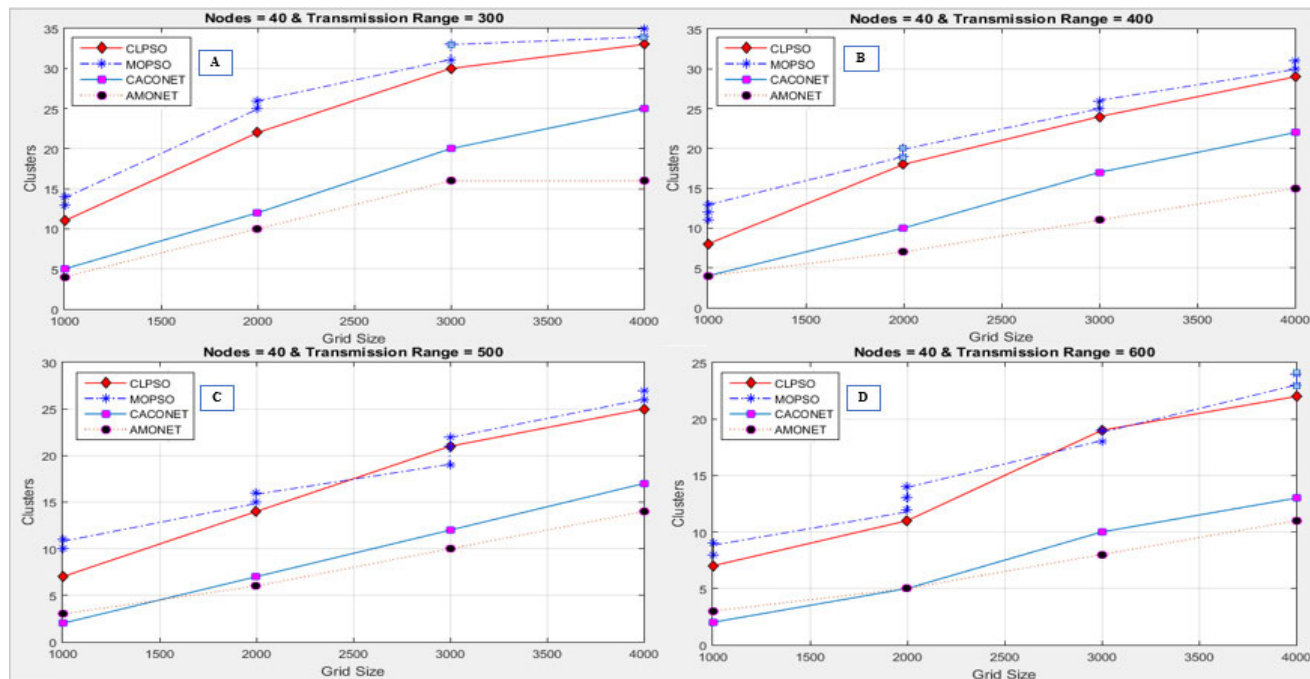 Nodes = 40 & Transmission Range = 300
35
30
25
20
15
10
5
0
Clusters
CLPSO
MOPSO
CACONET
AMONET
A
1000 1500 2000 2500 3000 3500 4000
Grid Size
Nodes = 40 & Transmission Range = 400
35
30
25
20
15
10
5
0
Clusters
CLPSO
MOPSO
CACONET
AMONET
B
1000 1500 2000 2500 3000 3500 4000
Grid Size
Nodes = 40 & Transmission Range = 500
30
25
20
15
10
5
0
Clusters
CLPSO
MOPSO
CACONET
AMONET
C
1000 1500 2000 2500 3000 3500 4000
Grid Size
Nodes = 40 & Transmission Range = 600
25
20
15
10
5
0
Clusters
CLPSO
MOPSO
CACONET
AMONET
D
1000 1500 2000 2500 3000 3500 4000
Grid Size